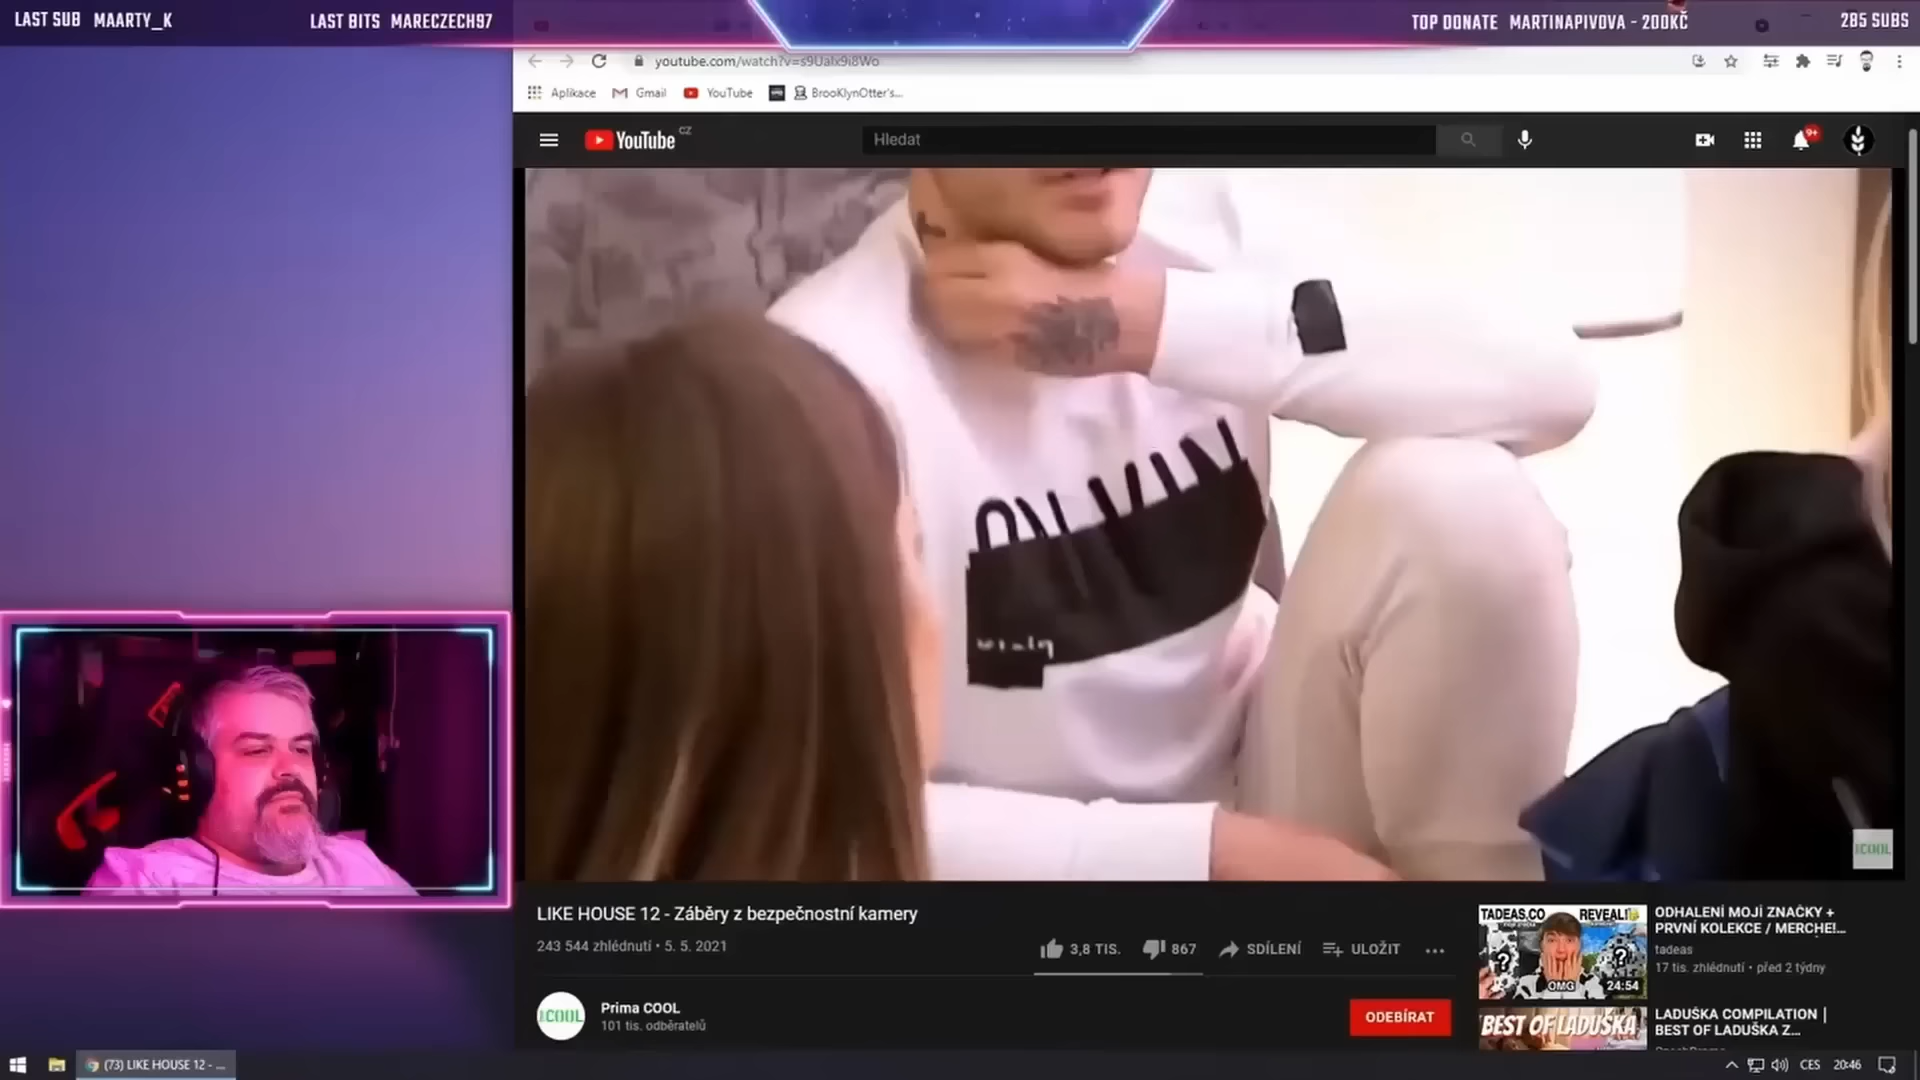 LAST SUB MAARTY_K
LAST BITS MARECZECH97
TOP DONATE MARTINAPIVOVA - 200KČ
285 SUBS
youtube.com/watch?v=s9Ualx9i8Wo
Aplikace
Gmail
YouTube
BrooKlynOtter's...
YouTube CZ
Hledat
9+
COOL
LIKE HOUSE 12 - Záběry z bezpečnostní kamery
243 544 zhlédnutí • 5. 5. 2021
3,8 TIS.
867
SDÍLENÍ
ULOŽIT
COOL
Prima COOL
101 tis. odběratelů
ODEBÍRAT
TADEAS.CO REVEAL!
OMG
24:54
ODHALENÍ MOJÍ ZNAČKY +
PRVNÍ KOLEKCE / MERCHE!...
tadeas
17 tis. zhlédnutí • před 2 týdny
BEST OF LADUŠKA
LADUŠKA COMPILATION |
BEST OF LADUŠKA Z...
(73) LIKE HOUSE 12 - ...
CES
20:46